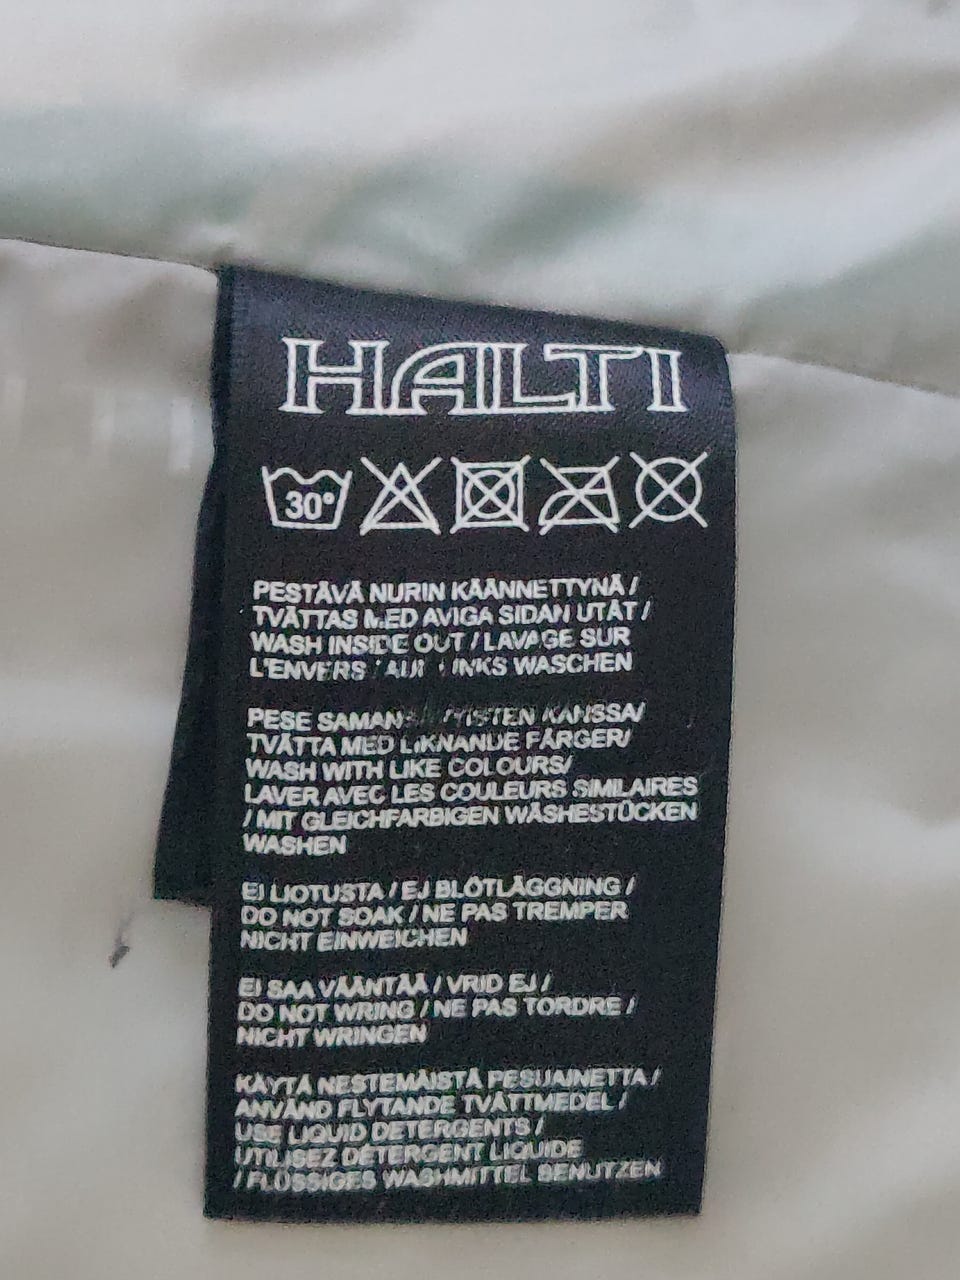 HALTI
30°
PESTÄVÄ NURIN KÄÄNNETTYNÄ /
TVÄTTAS MED AVIGA SIDAN UTÅT /
WASH INSIDE OUT / LAVAGE SUR
L'ENVERS / AUF LINKS WASCHEN
PESE SAMAN KANSSA/
TVÄTTA MED LIKNANDE FÄRGER/
WASH WITH LIKE COLOURS/
LAVER AVEC LES COULEURS SIMILAIRES
/ MIT GLEICHFARBIGEN WÄSHESTÜCKEN
WASHEN
EI LIOTUSTA / EJ BLÖTLÄGGNING /
DO NOT SOAK / NE PAS TREMPER
NICHT EINWEICHEN
EI SAA VÄÄNTÄÄ / VRID EJ /
DO NOT WRING / NE PAS TORDRE /
NICHT WRINGEN
KÄYTÄ NESTEMÄISTÄ PESUAINETTA /
ANVÄND FLYTANDE TVÄTTMEDEL /
USE LIQUID DETERGENTS /
UTILISEZ DÉTERGENT LIQUIDE
/ FLÜSSIGES WASHMITTEL BENUTZEN